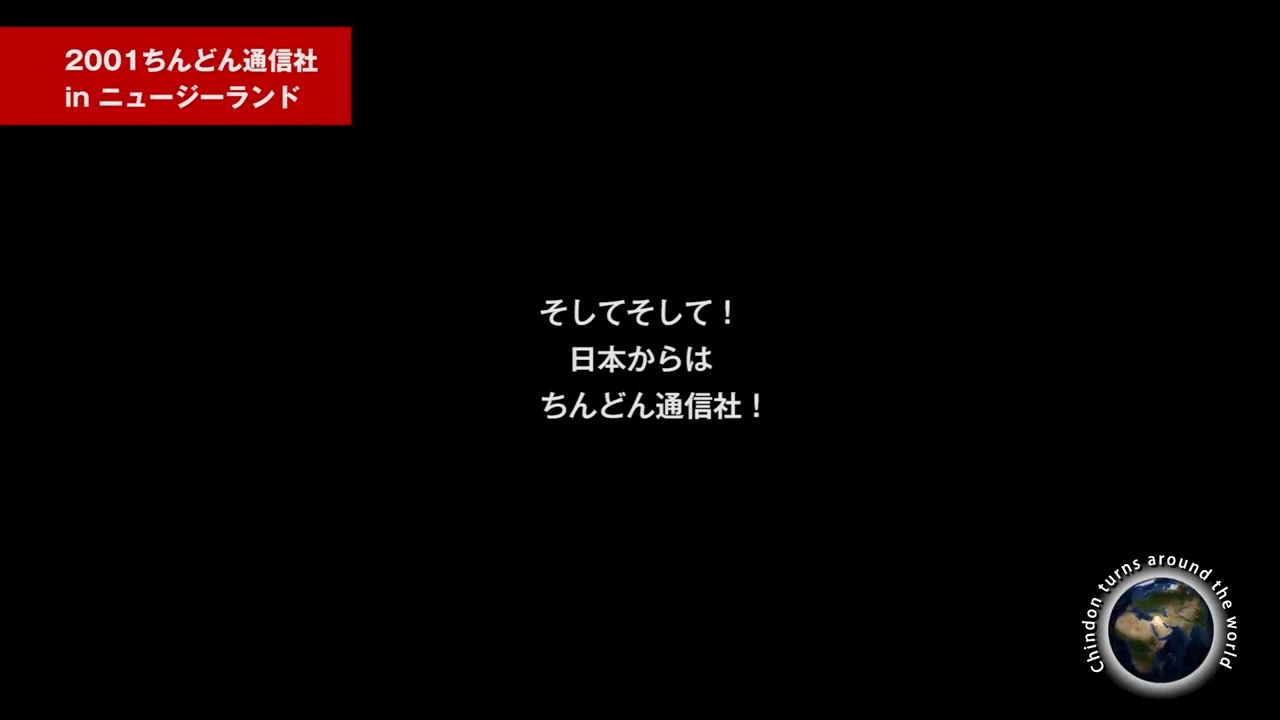 2001ちんどん通信社
in ニュージーランド
そしてそして！
日本からは
ちんどん通信社！
Chindon turns around the world